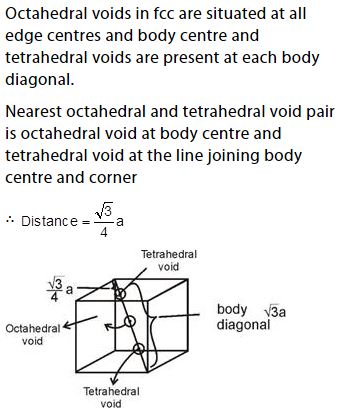 Octahedral voids in fcc are situated at all
edge centres and body centre and
tetrahedral voids are present at each body
diagonal.
Nearest octahedral and tetrahedral void pair
is octahedral void at body centre and
tetrahedral void at the line joining body
centre and corner
∴ Distance = √3/4 a
Tetrahedral
void
√3/4 a
Octahedral
void
body √3a
diagonal
Tetrahedral
void